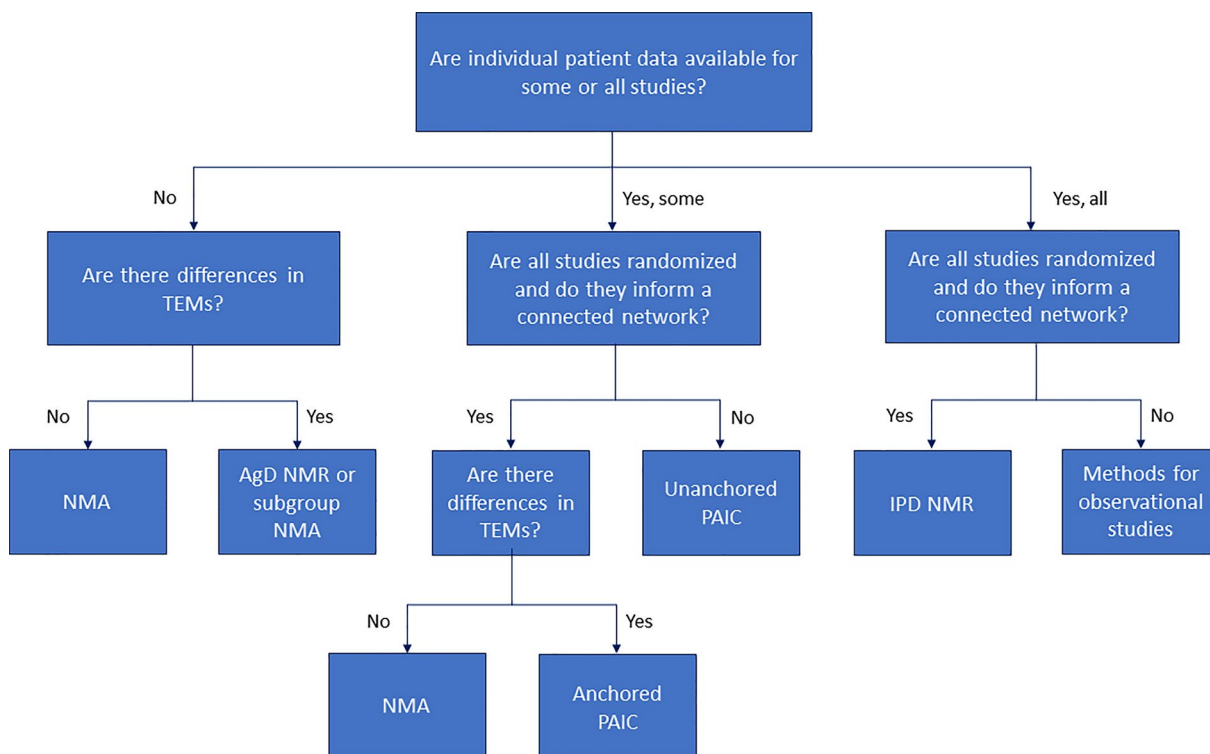 Are individual patient data available for
some or all studies?
No
Yes, some
Yes, all
Are there differences in
TEMs?
Are all studies randomized
and do they inform a
connected network?
Are all studies randomized
and do they inform a
connected network?
No
Yes
Yes
No
Yes
No
NMA
AgD NMR or
subgroup
NMA
Are there
differences in
TEMs?
Unanchored
PAIC
IPD NMR
Methods for
observational
studies
No
Yes
NMA
Anchored
PAIC